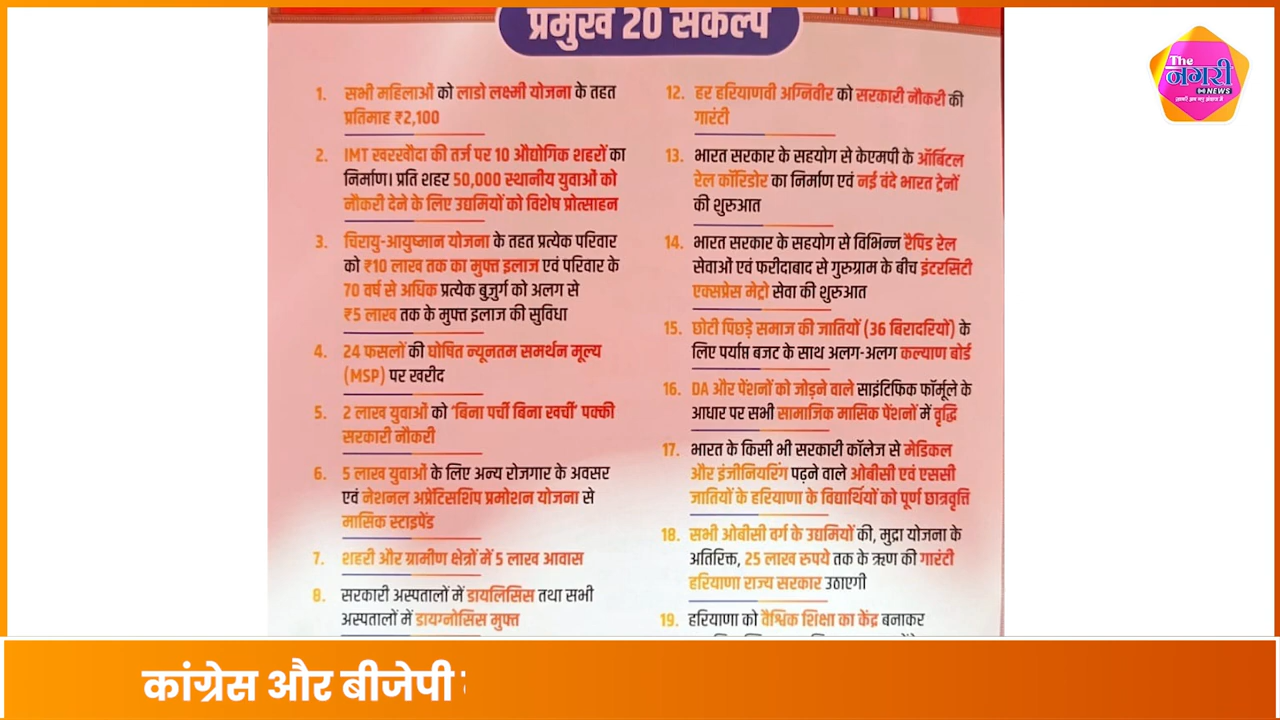 प्रमुख 20 संकल्प
1. सभी महिलाओं को लाडो लक्ष्मी योजना के तहत
प्रतिमाह ₹2,100
2. IMT खरखौदा की तर्ज पर 10 औद्योगिक शहरों का
निर्माण। प्रति शहर 50,000 स्थानीय युवाओं को
नौकरी देने के लिए उद्यमियों को विशेष प्रोत्साहन
3. चिरायु-आयुष्मान योजना के तहत प्रत्येक परिवार
को ₹10 लाख तक का मुफ्त इलाज एवं परिवार के
70 वर्ष से अधिक प्रत्येक बुजुर्ग को अलग से
₹5 लाख तक के मुफ्त इलाज की सुविधा
4. 24 फसलों की घोषित न्यूनतम समर्थन मूल्य
(MSP) पर खरीद
5. 2 लाख युवाओं को 'बिना पर्ची बिना खर्ची' पक्की
सरकारी नौकरी
6. 5 लाख युवाओं के लिए अन्य रोजगार के अवसर
एवं नेशनल अप्रेंटिसशिप प्रमोशन योजना से
मासिक स्टाइपेंड
7. शहरी और ग्रामीण क्षेत्रों में 5 लाख आवास
8. सरकारी अस्पतालों में डायलिसिस तथा सभी
अस्पतालों में डायग्नोसिस मुफ्त
12. हर हरियाणवी अग्निवीर को सरकारी नौकरी की
गारंटी
13. भारत सरकार के सहयोग से केएमपी के ऑर्बिटल
रेल कॉरिडोर का निर्माण एवं नई वंदे भारत ट्रेनों
की शुरुआत
14. भारत सरकार के सहयोग से विभिन्न रैपिड रेल
सेवाओं एवं फरीदाबाद से गुरुग्राम के बीच इंटरसिटी
एक्सप्रेस मेट्रो सेवा की शुरुआत
15. छोटी पिछड़े समाज की जातियों (36 बिरादरियों) के
लिए पर्याप्त बजट के साथ अलग-अलग कल्याण बोर्ड
16. DA और पेंशनों को जोड़ने वाले साइंटिफिक फॉर्मूले के
आधार पर सभी सामाजिक मासिक पेंशनों में वृद्धि
17. भारत के किसी भी सरकारी कॉलेज से मेडिकल
और इंजीनियरिंग पढ़ने वाले ओबीसी एवं एससी
जातियों के हरियाणा के विद्यार्थियों को पूर्ण छात्रवृत्ति
18. सभी ओबीसी वर्ग के उद्यमियों की, मुद्रा योजना के
अतिरिक्त, 25 लाख रुपये तक के ऋण की गारंटी
हरियाणा राज्य सरकार उठाएगी
19. हरियाणा को वैश्विक शिक्षा का केंद्र बनाकर
The
नगरी
NEWS
कांग्रेस और बीजेपी